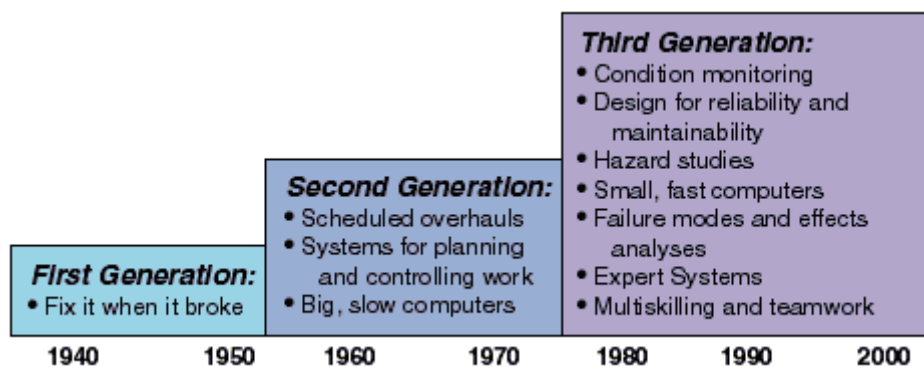 Third Generation:
• Condition monitoring
• Design for reliability and
maintainability
• Hazard studies
• Small, fast computers
• Failure modes and effects
analyses
• Expert Systems
• Multiskilling and teamwork
Second Generation:
• Scheduled overhauls
• Systems for planning
and controlling work
• Big, slow computers
First Generation:
• Fix it when it broke
1940 1950 1960 1970 1980 1990 2000